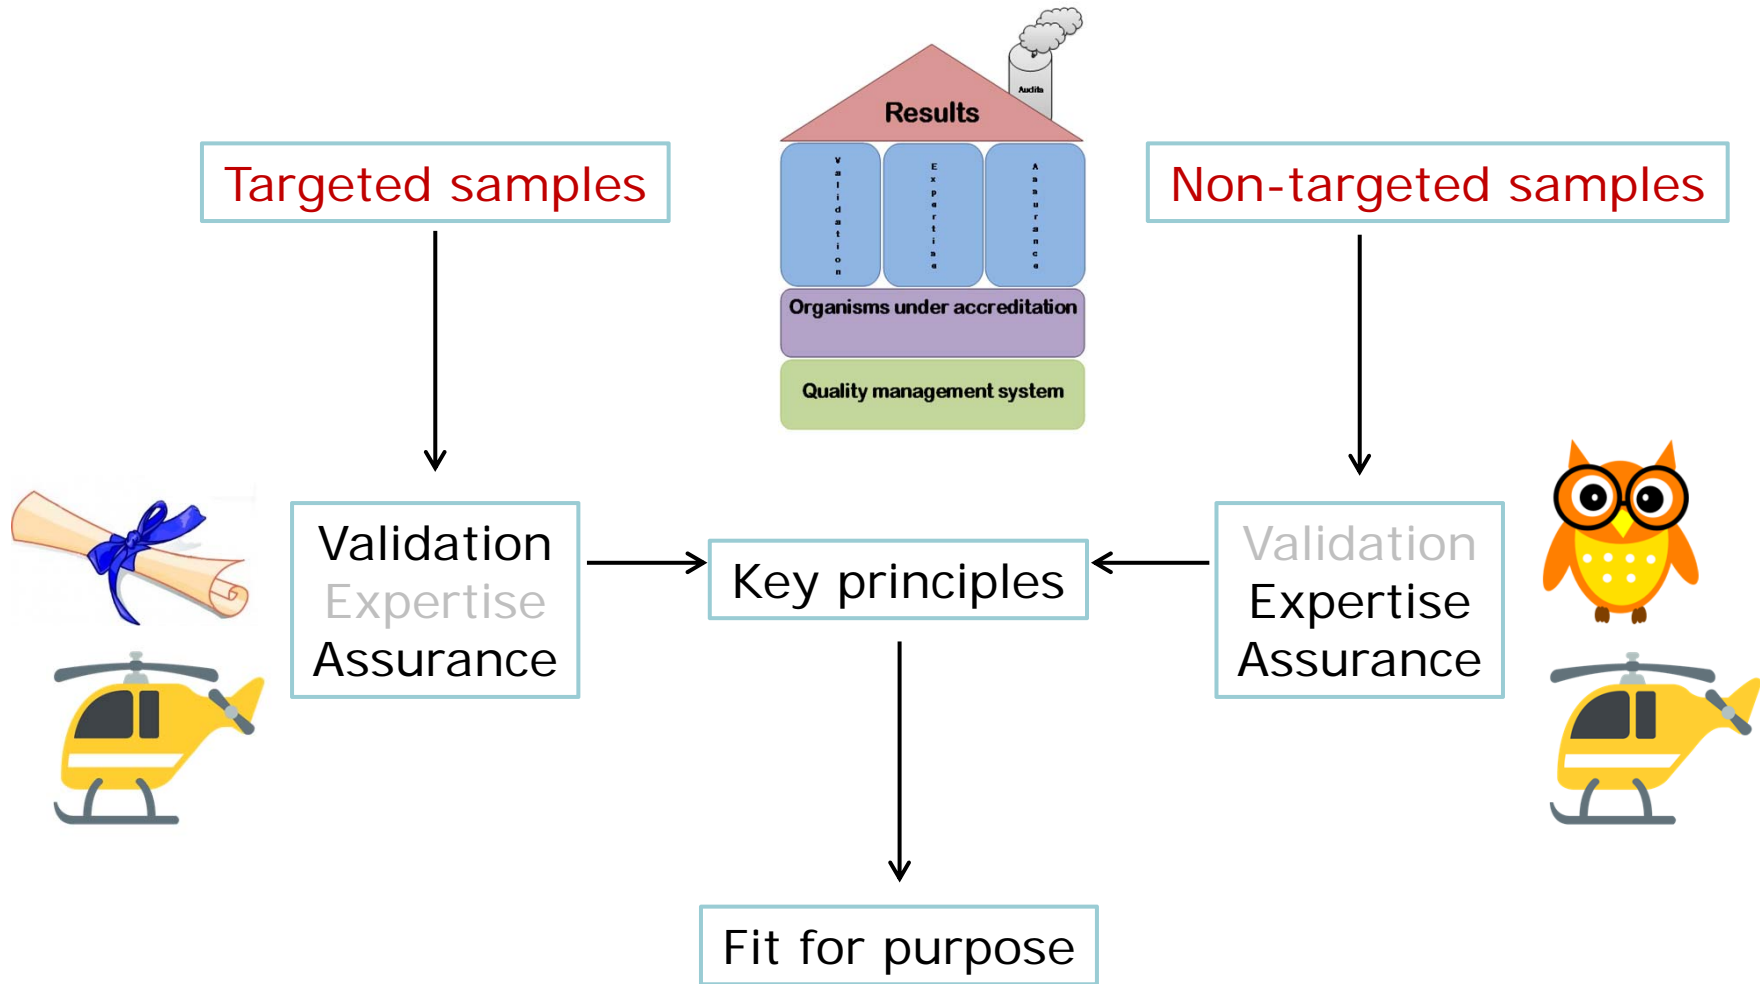 Audits
Results
Targeted samples
Non-targeted samples
Validation
Expertise
Assurance
Organisms under accreditation
Quality management system
Validation
Expertise
Assurance
Key principles
Validation
Expertise
Assurance
Fit for purpose